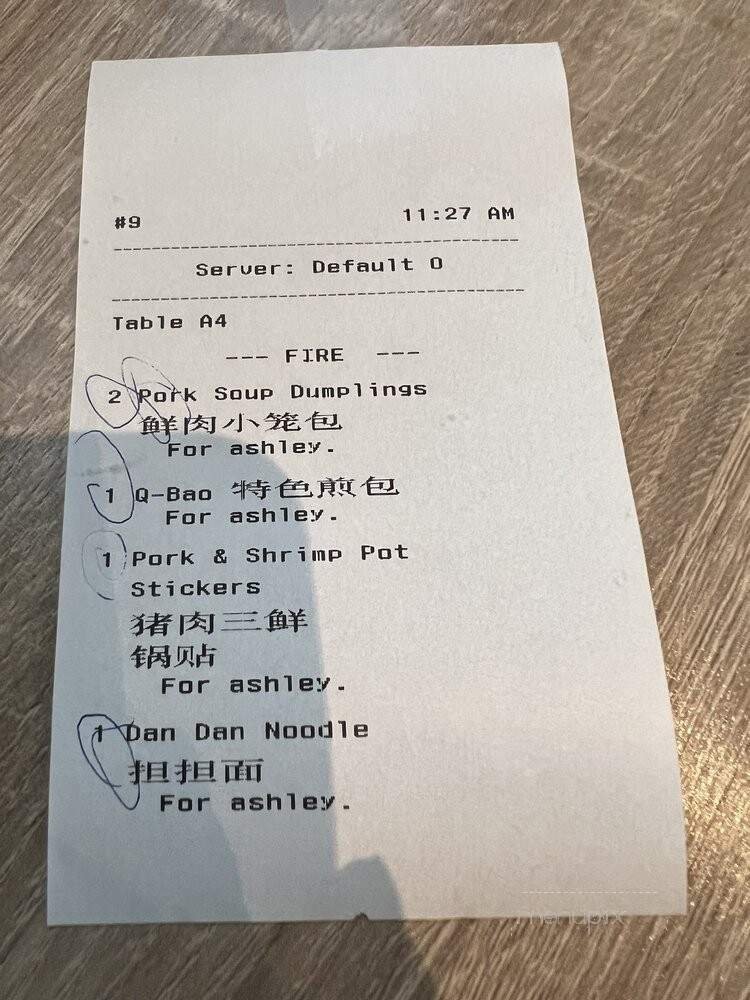 #9 11:27 AM
Server: Default O
Table A4
--- FIRE ---
2 Pork Soup Dumplings
鲜肉小笼包
For ashley.
1 Q-Bao 特色煎包
For ashley.
1 Pork & Shrimp Pot
Stickers
猪肉三鲜
锅贴
For ashley.
1 Dan Dan Noodle
担担面
For ashley.
menupix